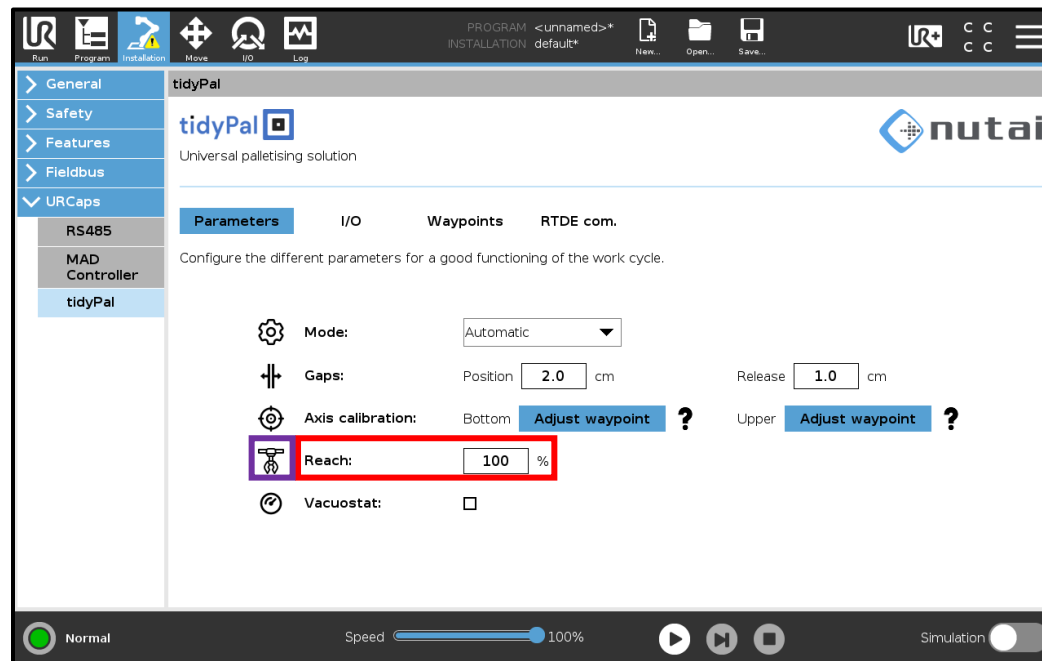 PROGRAM <unnamed>*
INSTALLATION default*
Run Program Installation Move I/O Log New... Open... Save...
UR+
C C
C C
General
Safety
Features
Fieldbus
URCaps
RS485
MAD
Controller
tidyPal
tidyPal
tidyPal
nutai
Universal palletising solution
Parameters I/O Waypoints RTDE com.
Configure the different parameters for a good functioning of the work cycle.
Mode: Automatic
Gaps: Position 2.0 cm Release 1.0 cm
Axis calibration: Bottom Adjust waypoint ? Upper Adjust waypoint ?
Reach: 100 %
Vacuostat:
Normal Speed 100% Simulation